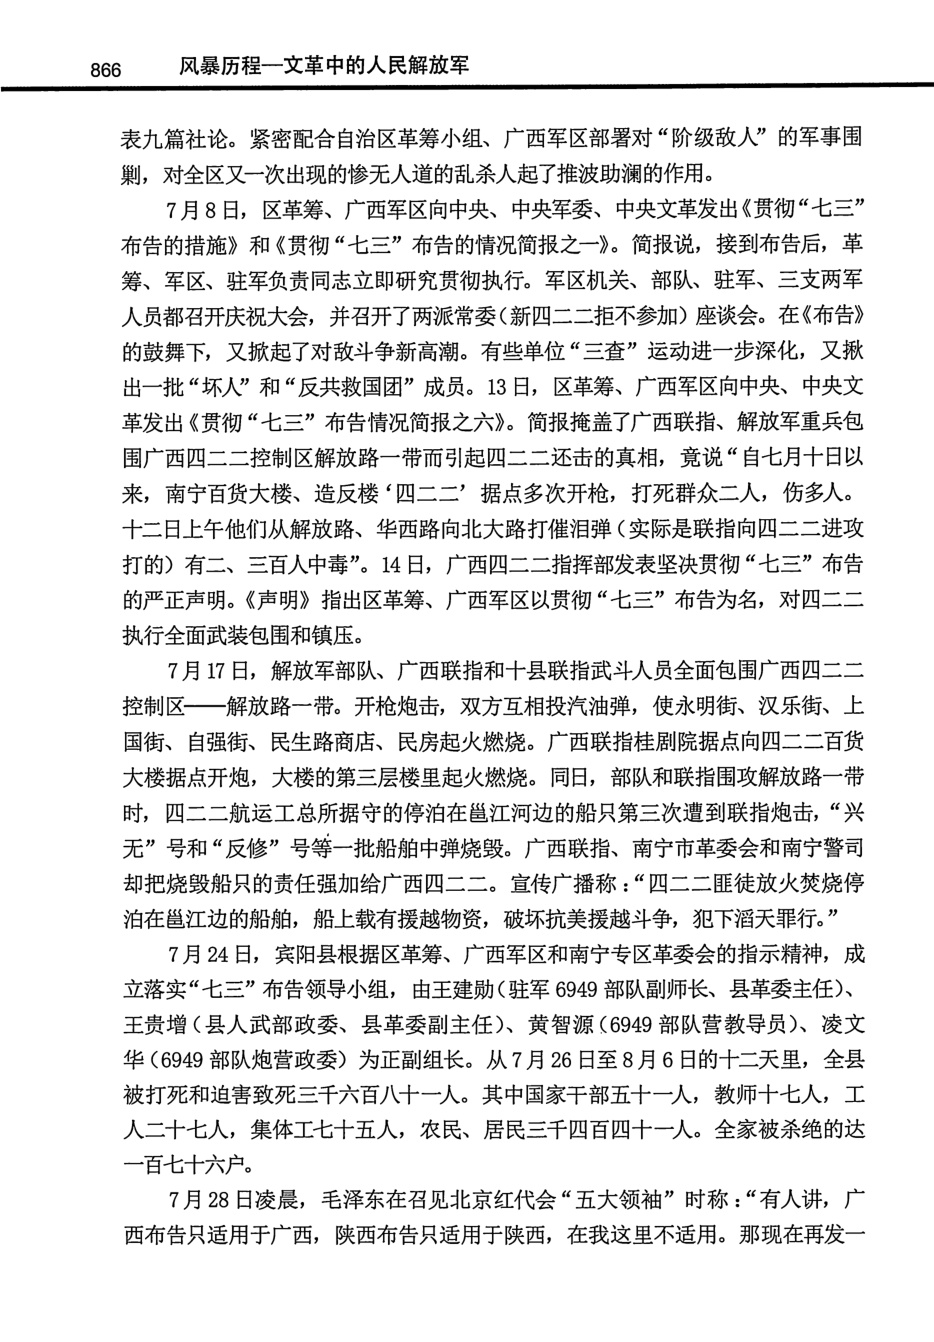 866 风暴历程—文革中的人民解放军
表九篇社论。紧密配合自治区革筹小组、广西军区部署对“阶级敌人”的军事围
剿，对全区又一次出现的惨无人道的乱杀人起了推波助澜的作用。
7月8日，区革筹、广西军区向中央、中央军委、中央文革发出《贯彻“七三”
布告的措施》和《贯彻“七三”布告的情况简报之一》。简报说，接到布告后，革
筹、军区、驻军负责同志立即研究贯彻执行。军区机关、部队、驻军、三支两军
人员都召开庆祝大会，并召开了两派常委（新四二二拒不参加）座谈会。在《布告》
的鼓舞下，又掀起了对敌斗争新高潮。有些单位“三查”运动进一步深化，又揪
出一批“坏人”和“反共救国团”成员。13日，区革筹、广西军区向中央、中央文
革发出《贯彻“七三”布告情况简报之六》。简报掩盖了广西联指、解放军重兵包
围广西四二二控制区解放路一带而引起四二二还击的真相，竟说“自七月十日以
来，南宁百货大楼、造反楼‘四二二’据点多次开枪，打死群众二人，伤多人。
十二日上午他们从解放路、华西路向北大路打催泪弹（实际是联指向四二二进攻
打的）有二、三百人中毒”。14日，广西四二二指挥部发表坚决贯彻“七三”布告
的严正声明。《声明》指出区革筹、广西军区以贯彻“七三”布告为名，对四二二
执行全面武装包围和镇压。
7月17日，解放军部队、广西联指和十县联指武斗人员全面包围广西四二二
控制区——解放路一带。开枪炮击，双方互相投汽油弹，使永明街、汉乐街、上
国街、自强街、民生路商店、民房起火燃烧。广西联指桂剧院据点向四二二百货
大楼据点开炮，大楼的第三层楼里起火燃烧。同日，部队和联指围攻解放路一带
时，四二二航运工总所据守的停泊在邕江河边的船只第三次遭到联指炮击，“兴
无”号和“反修”号等一批船舶中弹烧毁。广西联指、南宁市革委会和南宁警司
却把烧毁船只的责任强加给广西四二二。宣传广播称：“四二二匪徒放火焚烧停
泊在邕江边的船舶，船上载有援越物资，破坏抗美援越斗争，犯下滔天罪行。”
7月24日，宾阳县根据区革筹、广西军区和南宁专区革委会的指示精神，成
立落实“七三”布告领导小组，由王建勋（驻军6949部队副师长、县革委主任）、
王贵增（县人武部政委、县革委副主任）、黄智源（6949部队营教导员）、凌文
华（6949部队炮营政委）为正副组长。从7月26日至8月6日的十二天里，全县
被打死和迫害致死三千六百八十一人。其中国家干部五十一人，教师十七人，工
人二十七人，集体工七十五人，农民、居民三千四百四十一人。全家被杀绝的达
一百七十六户。
7月28日凌晨，毛泽东在召见北京红代会“五大领袖”时称：“有人讲，广
西布告只适用于广西，陕西布告只适用于陕西，在我这里不适用。那现在再发一